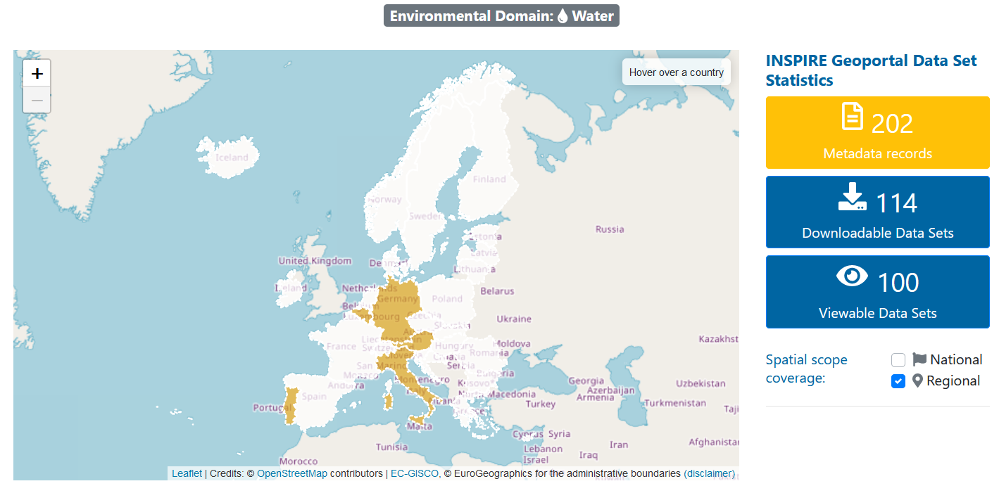 Environmental Domain: Water
+
−
Hover over a country
Iceland
Finland
Norway
Sweden
Russia
Estonia
Latvia
United Kingdom
Denmark
Lithuania
Ireland
Netherlands
Belarus
Germany
Poland
Belgium
Luxembourg
Czechia
Ukraine
Slovakia
Liechtenstein
Kazakhst
France
Switzerland
Hungary
Moldova
Romania
Slovenia
Croatia
San Marino
Serbia
Monaco
Bulgaria
Montenegro
Georgia
Kosovo
Uzbekistan
Andorra
Italy
Azerbaijan
Spain
Macedonia
Armenia
Albania
Turkey
Turkmenistan
Portugal
Greece
Taji
Malta
Cyprus
Syria
Tunisia
Lebanon
Iran
Afghanistan
Israel
Iraq
Morocco
Leaflet | Credits: © OpenStreetMap contributors | EC-GISCO, © EuroGeographics for the administrative boundaries (disclaimer)
INSPIRE Geoportal Data Set
Statistics
202
Metadata records
114
Downloadable Data Sets
100
Viewable Data Sets
Spatial scope
coverage:
National
Regional